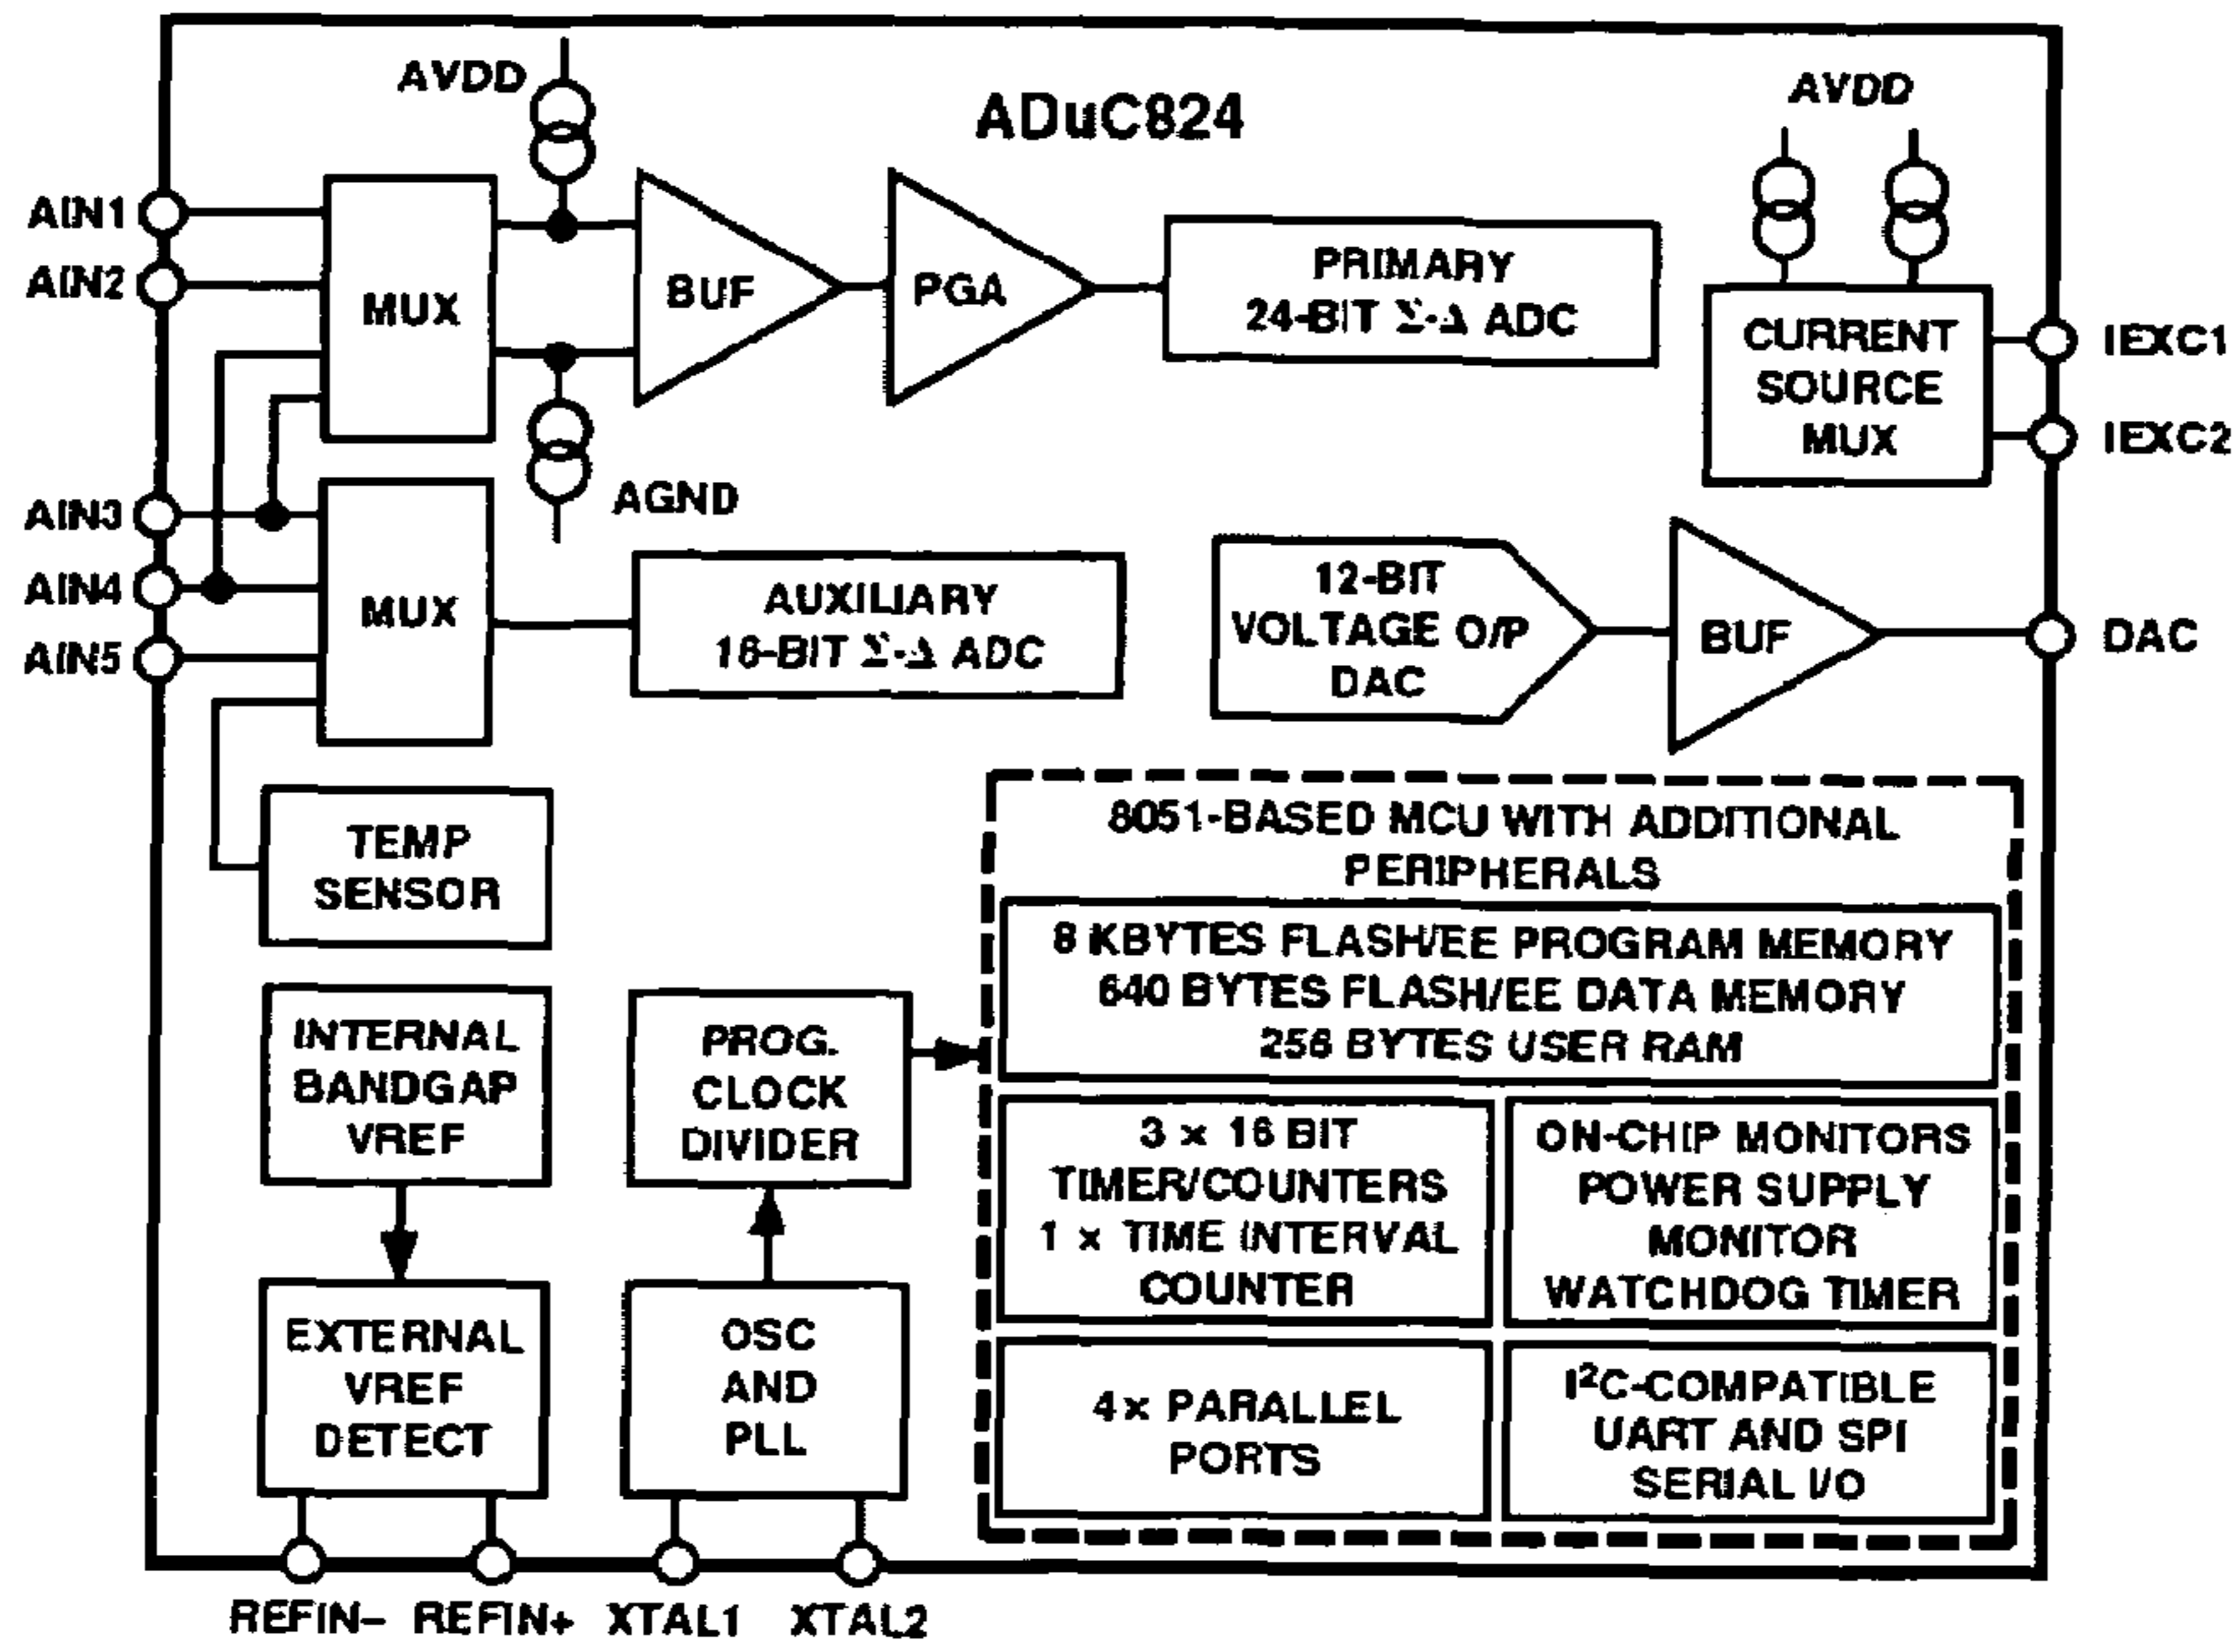 AVDD
ADuC824
AVDD
AIN1
AIN2
MUX
BUF
PGA
PRIMARY
24-BIT Σ-Δ ADC
CURRENT
SOURCE
MUX
IEXC1
IEXC2
AGND
AIN3
AIN4
AIN5
MUX
AUXILIARY
16-BIT Σ-Δ ADC
12-BIT
VOLTAGE O/P
DAC
BUF
DAC
TEMP
SENSOR
8051-BASED MCU WITH ADDITIONAL
PERIPHERALS
8 KBYTES FLASH/EE PROGRAM MEMORY
640 BYTES FLASH/EE DATA MEMORY
256 BYTES USER RAM
INTERNAL
BANDGAP
VREF
PROG.
CLOCK
DIVIDER
3 × 16 BIT
TIMER/COUNTERS
1 × TIME INTERVAL
COUNTER
ON-CHIP MONITORS
POWER SUPPLY
MONITOR
WATCHDOG TIMER
EXTERNAL
VREF
DETECT
OSC
AND
PLL
4× PARALLEL
PORTS
I²C-COMPATIBLE
UART AND SPI
SERIAL I/O
REFIN−
REFIN+
XTAL1
XTAL2